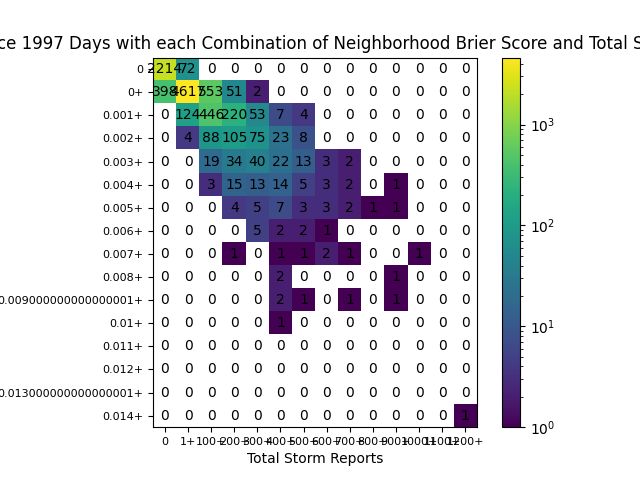 ce 1997 Days with each Combination of Neighborhood Brier Score and Total S
0 2214 72 0 0 0 0 0 0 0 0 0 0 0
0+ 398 4617 553 51 2 0 0 0 0 0 0 0 0
0.001+ 0 124 446 220 53 7 4 0 0 0 0 0 0
0.002+ 0 4 88 105 75 23 8 0 0 0 0 0 0
0.003+ 0 0 19 34 40 22 13 3 2 0 0 0 0
0.004+ 0 0 3 15 13 14 5 3 2 0 1 0 0 0
0.005+ 0 0 0 4 5 7 3 3 2 1 1 0 0 0
0.006+ 0 0 0 0 5 2 2 1 0 0 0 0 0 0
0.007+ 0 0 0 1 0 1 1 2 1 0 0 1 0 0
0.008+ 0 0 0 0 0 2 0 0 0 0 1 0 0 0
0.009000000000000001+ 0 0 0 0 0 2 1 0 1 0 1 0 0 0
0.01+ 0 0 0 0 0 1 0 0 0 0 0 0 0 0
0.011+ 0 0 0 0 0 0 0 0 0 0 0 0 0 0
0.012+ 0 0 0 0 0 0 0 0 0 0 0 0 0 0
0.013000000000000001+ 0 0 0 0 0 0 0 0 0 0 0 0 0 0
0.014+ 0 0 0 0 0 0 0 0 0 0 0 0 0 1
0 1+ 100+ 200+ 300+ 400+ 500+ 600+ 700+ 800+ 900+ 1000+ 1100+ 1200+
Total Storm Reports
10^3
10^2
10^1
10^0